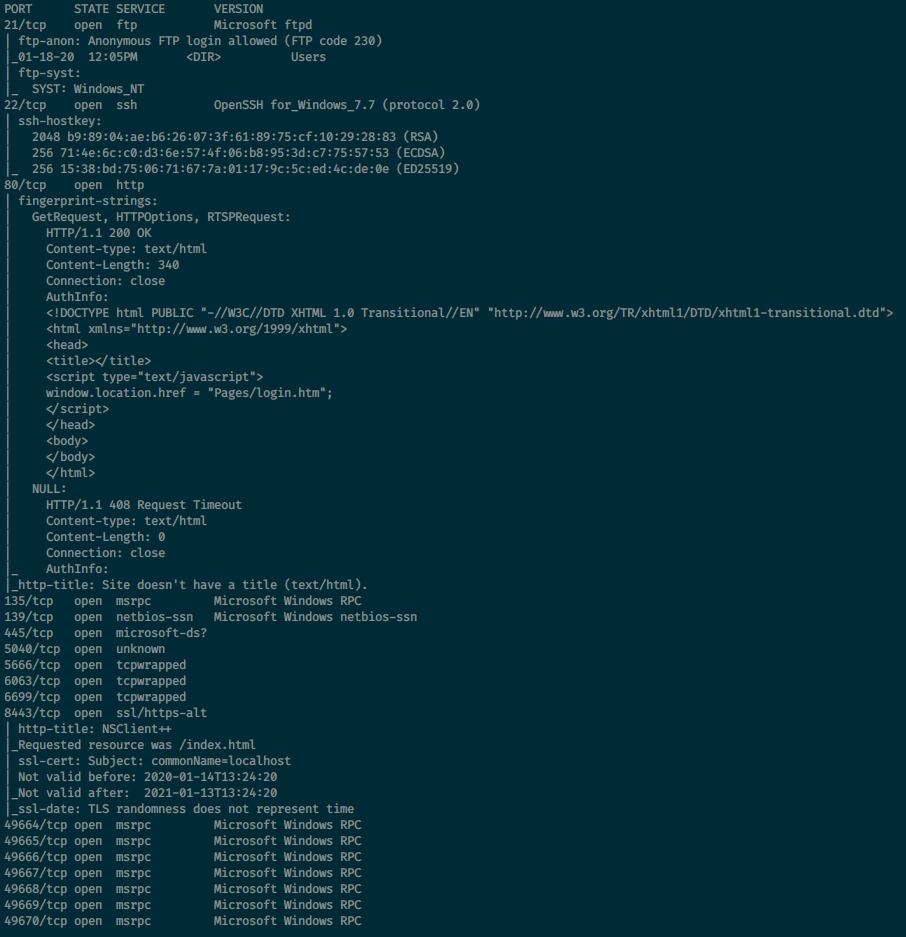 PORT      STATE SERVICE       VERSION
21/tcp    open  ftp           Microsoft ftpd
| ftp-anon: Anonymous FTP login allowed (FTP code 230)
|_01-18-20  12:05PM       <DIR>          Users
| ftp-syst:
|_  SYST: Windows_NT
22/tcp    open  ssh           OpenSSH for_Windows_7.7 (protocol 2.0)
| ssh-hostkey:
|   2048 b9:89:04:ae:b6:26:07:3f:61:89:75:cf:10:29:28:83 (RSA)
|   256 71:4e:6c:c0:d3:6e:57:4f:06:b8:95:3d:c7:75:57:53 (ECDSA)
|_  256 15:38:bd:75:06:71:67:7a:01:17:9c:5c:ed:4c:de:0e (ED25519)
80/tcp    open  http
| fingerprint-strings:
|   GetRequest, HTTPOptions, RTSPRequest:
|     HTTP/1.1 200 OK
|     Content-type: text/html
|     Content-Length: 340
|     Connection: close
|     AuthInfo:
|     <!DOCTYPE html PUBLIC "-//W3C//DTD XHTML 1.0 Transitional//EN" "http://www.w3.org/TR/xhtml1/DTD/xhtml1-transitional.dtd">
|     <html xmlns="http://www.w3.org/1999/xhtml">
|     <head>
|     <title></title>
|     <script type="text/javascript">
|     window.location.href = "Pages/login.htm";
|     </script>
|     </head>
|     <body>
|     </body>
|     </html>
|   NULL:
|     HTTP/1.1 408 Request Timeout
|     Content-type: text/html
|     Content-Length: 0
|     Connection: close
|_    AuthInfo:
|_http-title: Site doesn't have a title (text/html).
135/tcp   open  msrpc         Microsoft Windows RPC
139/tcp   open  netbios-ssn   Microsoft Windows netbios-ssn
445/tcp   open  microsoft-ds?
5040/tcp  open  unknown
5666/tcp  open  tcpwrapped
6063/tcp  open  tcpwrapped
6699/tcp  open  tcpwrapped
8443/tcp  open  ssl/https-alt
| http-title: NSClient++
|_Requested resource was /index.html
| ssl-cert: Subject: commonName=localhost
| Not valid before: 2020-01-14T13:24:20
|_Not valid after:  2021-01-13T13:24:20
|_ssl-date: TLS randomness does not represent time
49664/tcp open  msrpc         Microsoft Windows RPC
49665/tcp open  msrpc         Microsoft Windows RPC
49666/tcp open  msrpc         Microsoft Windows RPC
49667/tcp open  msrpc         Microsoft Windows RPC
49668/tcp open  msrpc         Microsoft Windows RPC
49669/tcp open  msrpc         Microsoft Windows RPC
49670/tcp open  msrpc         Microsoft Windows RPC